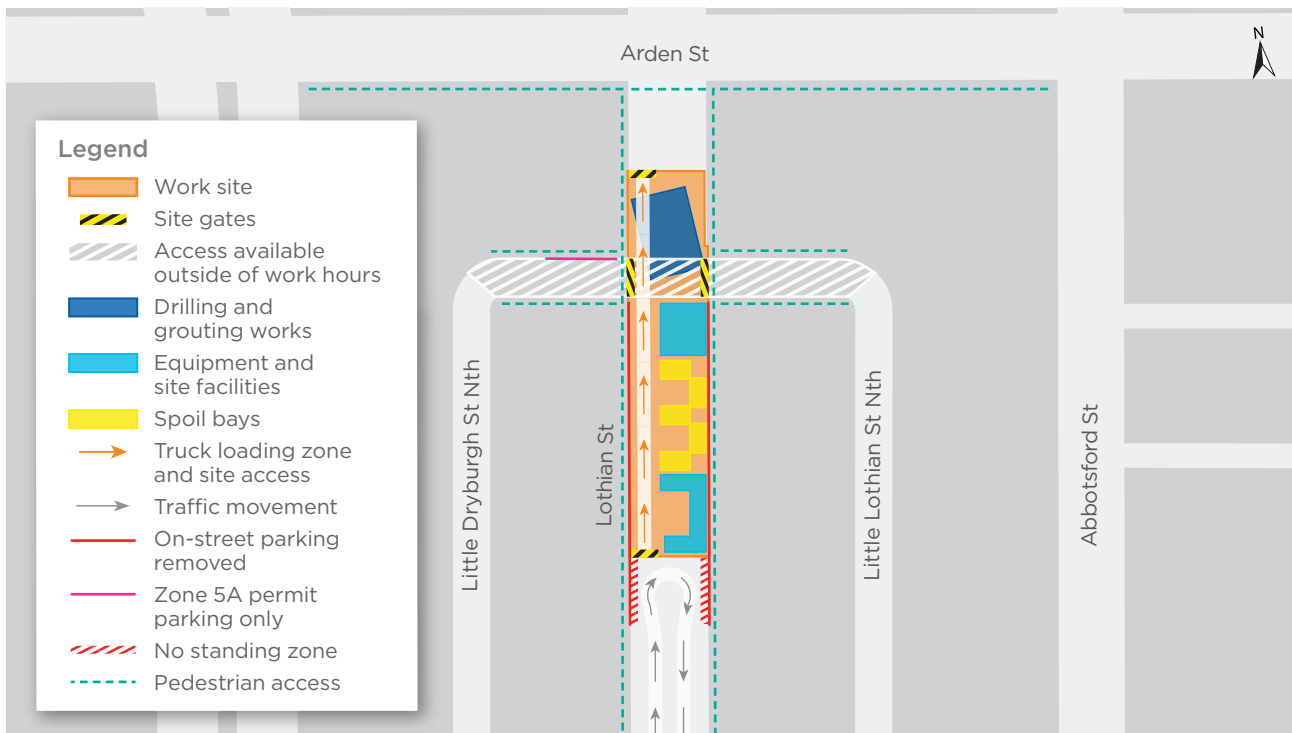 Arden St
N
Legend
Work site
Site gates
Access available
outside of work hours
Drilling and
grouting works
Equipment and
site facilities
Spoil bays
Truck loading zone
and site access
Traffic movement
On-street parking
removed
Zone 5A permit
parking only
No standing zone
Pedestrian access
Little Dryburgh St Nth
Lothian St
Little Lothian St Nth
Abbotsford St